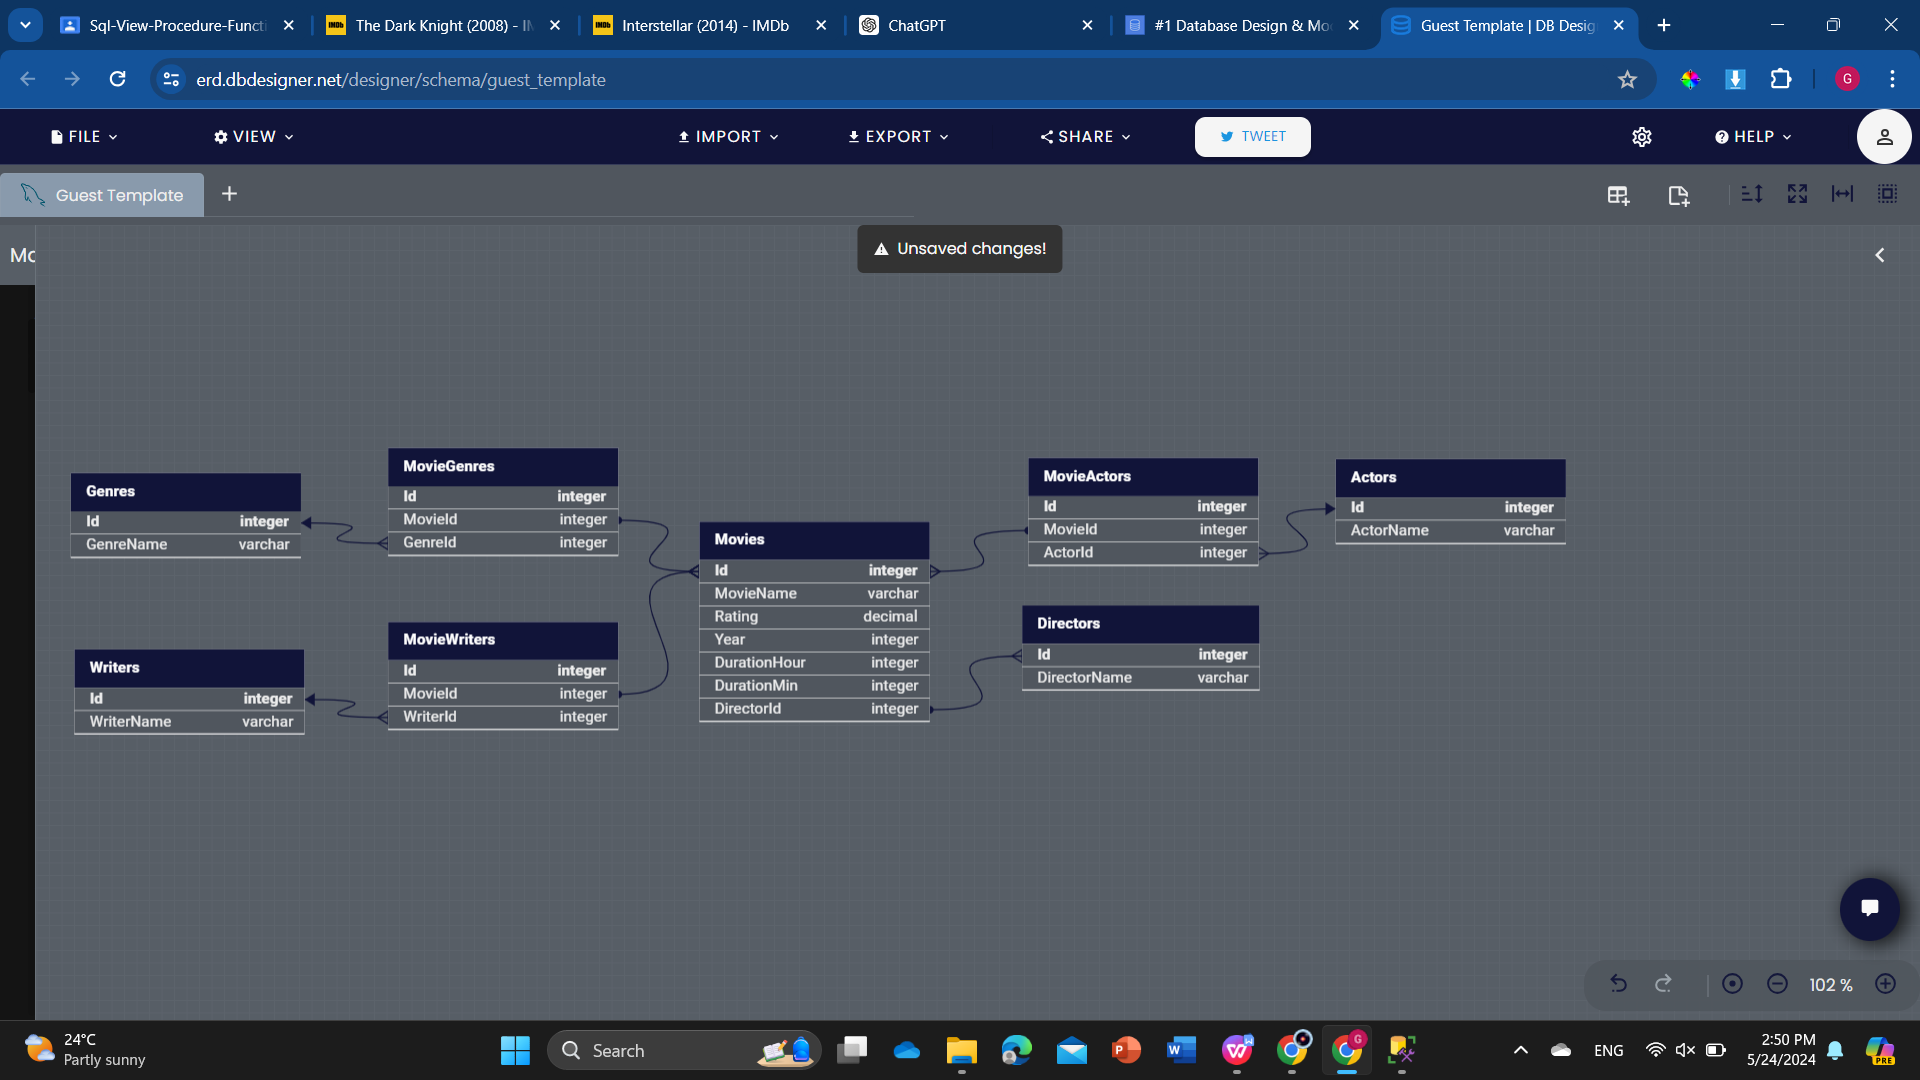 Sql-View-Procedure-Functi
The Dark Knight (2008) - IM
Interstellar (2014) - IMDb
ChatGPT
#1 Database Design & Mo
Guest Template | DB Desig
erd.dbdesigner.net/designer/schema/guest_template
G
FILE
VIEW
IMPORT
EXPORT
SHARE
TWEET
HELP
Guest Template
Unsaved changes!
Genres
Id integer
GenreName varchar
MovieGenres
Id integer
MovieId integer
GenreId integer
Writers
Id integer
WriterName varchar
MovieWriters
Id integer
MovieId integer
WriterId integer
Movies
Id integer
MovieName varchar
Rating decimal
Year integer
DurationHour integer
DurationMin integer
DirectorId integer
MovieActors
Id integer
MovieId integer
ActorId integer
Directors
Id integer
DirectorName varchar
Actors
Id integer
ActorName varchar
102 %
24°C
Partly sunny
Search
ENG
2:50 PM
5/24/2024
PRE